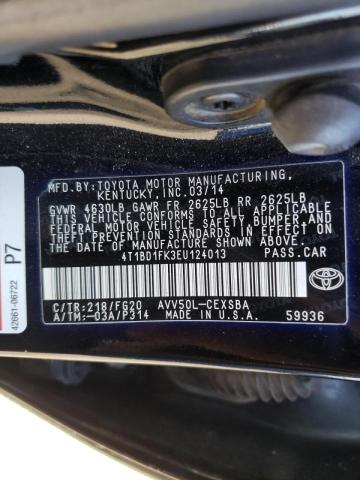 MFD.BY:TOYOTA MOTOR MANUFACTURING,
KENTUCKY, INC.03/14
GVWR 4630LB GAWR FR 2625LB RR 2625LB
THIS VEHICLE CONFORMS TO ALL APPLICABLE
FEDERAL MOTOR VEHICLE SAFETY, BUMPER, AND
THEFT PREVENTION STANDARDS IN EFFECT ON
THE DATE OF MANUFACTURE SHOWN ABOVE.
4T1BD1FK3EU124013 PASS.CAR
C/TR:218/FG20 AVV50L-CEXSBA
A/TM:-03A/P314 MADE IN U.S.A.
59936
TOYOTA
P7
42661-06722